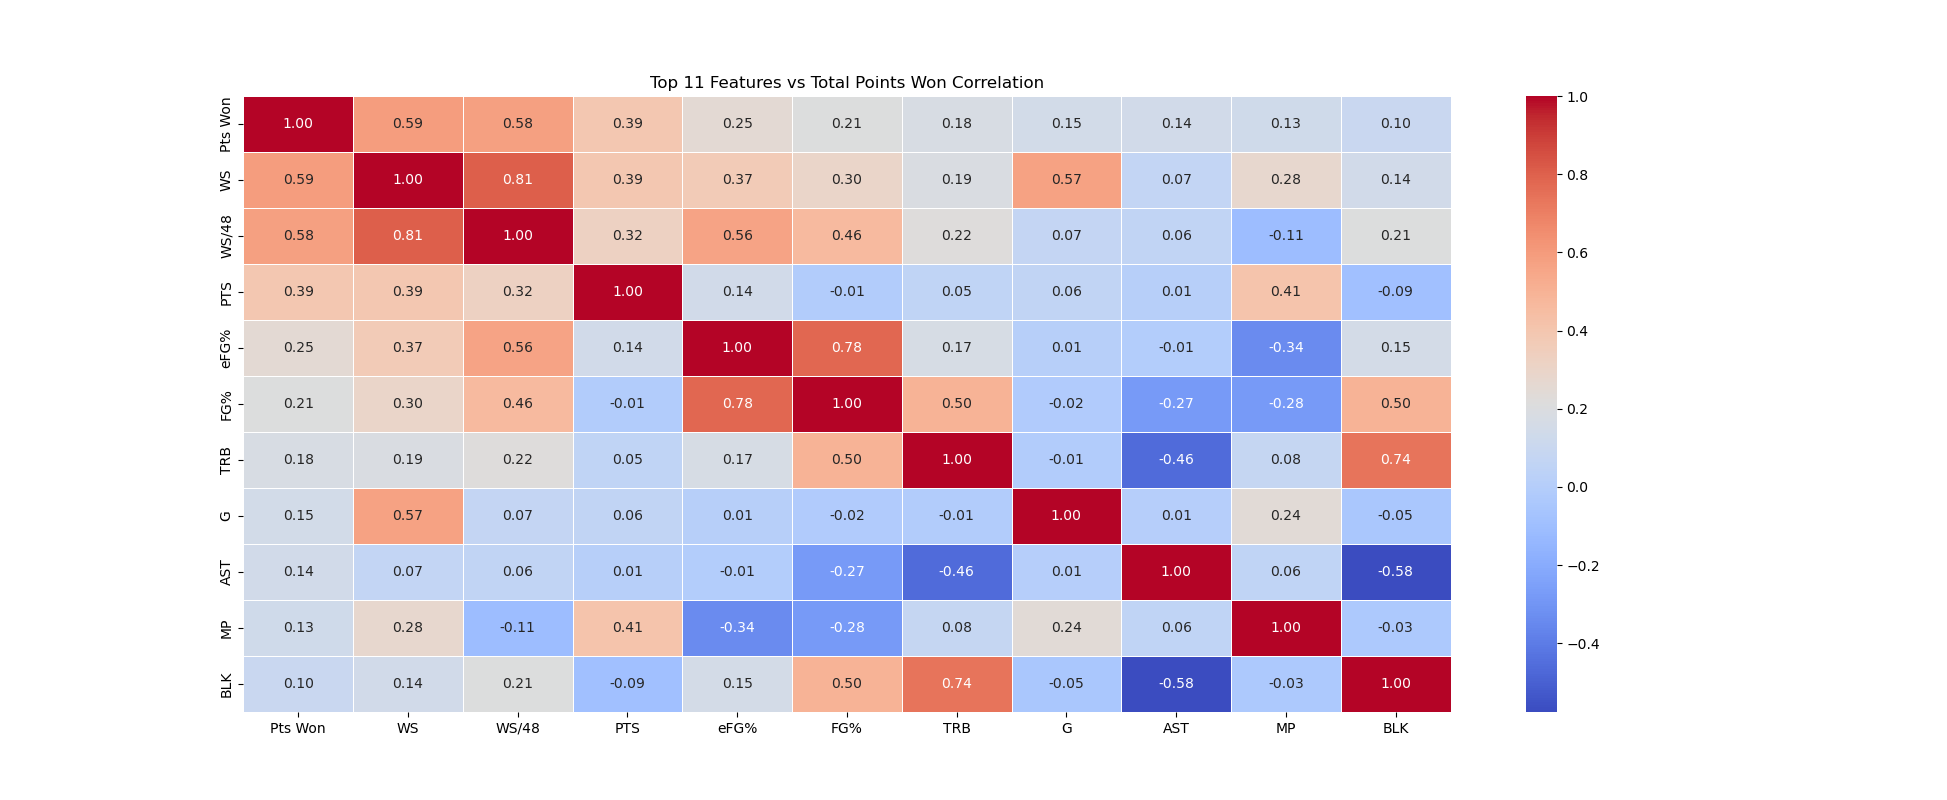 Top 11 Features vs Total Points Won Correlation
Pts Won 1.00 0.59 0.58 0.39 0.25 0.21 0.18 0.15 0.14 0.13 0.10
WS 0.59 1.00 0.81 0.39 0.37 0.30 0.19 0.57 0.07 0.28 0.14
WS/48 0.58 0.81 1.00 0.32 0.56 0.46 0.22 0.07 0.06 -0.11 0.21
PTS 0.39 0.39 0.32 1.00 0.14 -0.01 0.05 0.06 0.01 0.41 -0.09
eFG% 0.25 0.37 0.56 0.14 1.00 0.78 0.17 0.01 -0.01 -0.34 0.15
FG% 0.21 0.30 0.46 -0.01 0.78 1.00 0.50 -0.02 -0.27 -0.28 0.50
TRB 0.18 0.19 0.22 0.05 0.17 0.50 1.00 -0.01 -0.46 0.08 0.74
G 0.15 0.57 0.07 0.06 0.01 -0.02 -0.01 1.00 0.01 0.24 -0.05
AST 0.14 0.07 0.06 0.01 -0.01 -0.27 -0.46 0.01 1.00 0.06 -0.58
MP 0.13 0.28 -0.11 0.41 -0.34 -0.28 0.08 0.24 0.06 1.00 -0.03
BLK 0.10 0.14 0.21 -0.09 0.15 0.50 0.74 -0.05 -0.58 -0.03 1.00
Pts Won WS WS/48 PTS eFG% FG% TRB G AST MP BLK
1.0
0.8
0.6
0.4
0.2
0.0
−0.2
−0.4